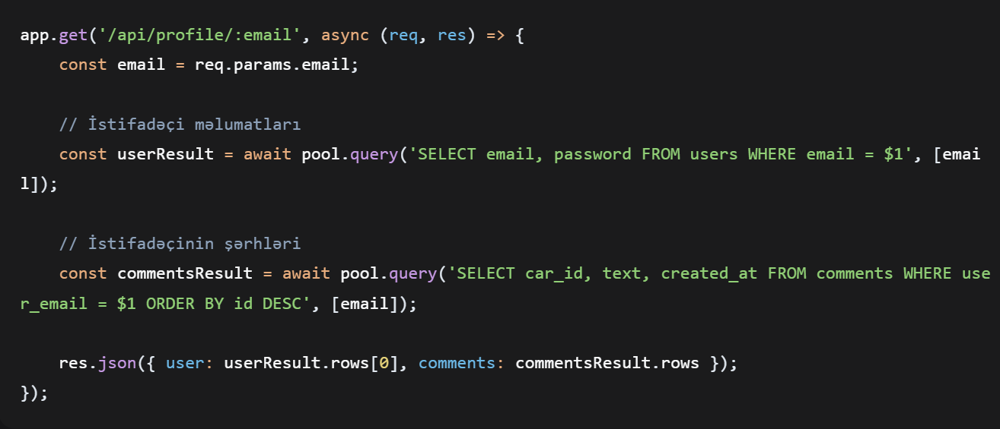 app.get('/api/profile/:email', async (req, res) => {
    const email = req.params.email;
    // İstifadəçi məlumatları
    const userResult = await pool.query('SELECT email, password FROM users WHERE email = $1', [emai
l]);
    // İstifadəçinin şərhləri
    const commentsResult = await pool.query('SELECT car_id, text, created_at FROM comments WHERE use
r_email = $1 ORDER BY id DESC', [email]);
    res.json({ user: userResult.rows[0], comments: commentsResult.rows });
});